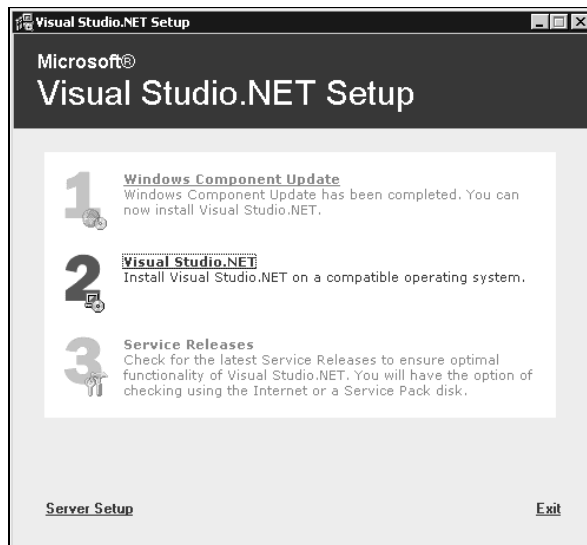 Visual Studio.NET Setup
Microsoft®
Visual Studio.NET Setup
1
Windows Component Update
Windows Component Update has been completed. You can
now install Visual Studio.NET.
2
Visual Studio.NET
Install Visual Studio.NET on a compatible operating system.
3
Service Releases
Check for the latest Service Releases to ensure optimal
functionality of Visual Studio.NET. You will have the option of
checking using the Internet or a Service Pack disk.
Server Setup
Exit